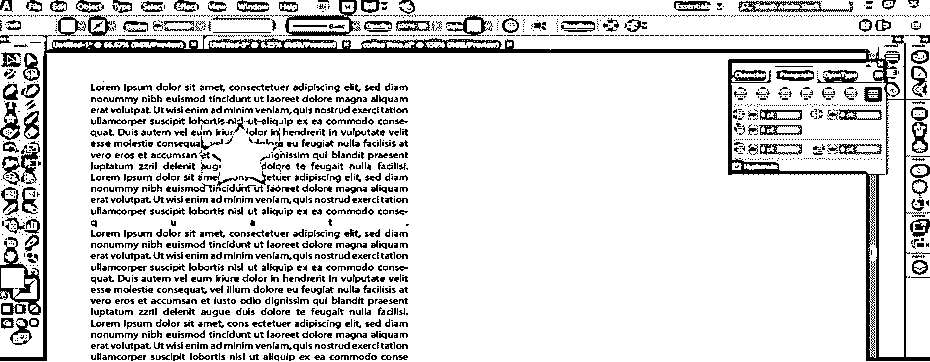 File Edit Object Type Select Effect View Window Help
Essentials
Character Paragraph OpenType
Lorem ipsum dolor sit amet, consectetuer adipiscing elit, sed diam
nonummy nibh euismod tincidunt ut laoreet dolore magna aliquam
erat volutpat. Ut wisi enim ad minim veniam, quis nostrud exercitation
ullamcorper suscipit lobortis nisl ut aliquip ex ea commodo conse-
quat. Duis autem vel eum iriure dolor in hendrerit in vulputate velit
esse molestie consequat, eu feugiat nulla facilisis at
vero eros et accumsan et dignissim qui blandit praesent
luptatum zzril delenit augu dolore te feugait nulla facilisi.
Lorem ipsum dolor sit ame cons etuer adipiscing elit, sed diam
nonummy nibh euismod tincidunt ut laoreet dolore magna aliquam
erat volutpat. Ut wisi enim ad minim veniam, quis nostrud exercitation
ullamcorper suscipit lobortis nisl ut aliquip ex ea commodo conse-
q u a t .
Lorem ipsum dolor sit amet, consectetuer adipiscing elit, sed diam
nonummy nibh euismod tincidunt ut laoreet dolore magna aliquam
erat volutpat. Ut wisi enim ad minim veniam, quis nostrud exercitation
ullamcorper suscipit lobortis nisl ut aliquip ex ea commodo conse-
quat. Duis autem vel eum iriure dolor in hendrerit in vulputate velit
esse molestie consequat, vel illum dolore eu feugiat nulla facilisis at
vero eros et accumsan et iusto odio dignissim qui blandit praesent
luptatum zzril delenit augue duis dolore te feugait nulla facilisi.
Lorem ipsum dolor sit amet, cons ectetuer adipiscing elit, sed diam
nonummy nibh euismod tincidunt ut laoreet dolore magna aliquam
erat volutpat. Ut wisi enim ad minim veniam, quis nostrud exercitation
ullamcorper suscipit lobortis nisl ut aliquip ex ea commodo conse